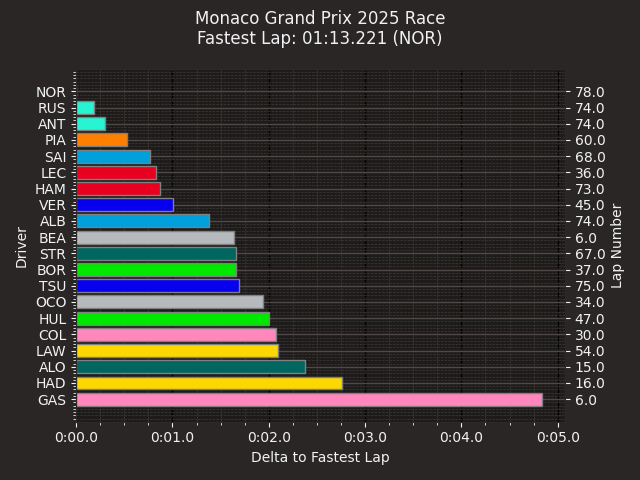 Monaco Grand Prix 2025 Race
Fastest Lap: 01:13.221 (NOR)
NOR 78.0
RUS 74.0
ANT 74.0
PIA 60.0
SAI 68.0
LEC 36.0
HAM 73.0
VER 45.0
ALB 74.0
BEA 6.0
STR 67.0
BOR 37.0
TSU 75.0
OCO 34.0
HUL 47.0
COL 30.0
LAW 54.0
ALO 15.0
HAD 16.0
GAS 6.0
Driver
Lap Number
0:00.0 0:01.0 0:02.0 0:03.0 0:04.0 0:05.0
Delta to Fastest Lap